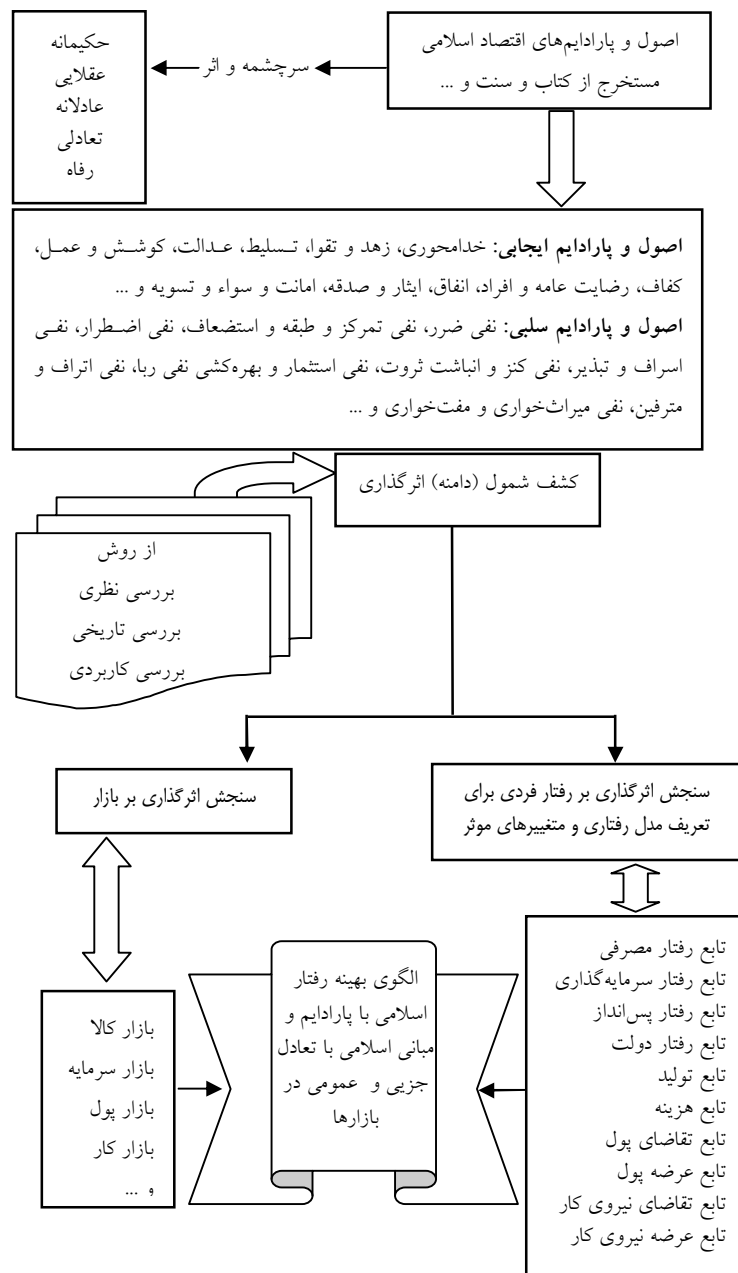 اصول و پارادایم‌های اقتصاد اسلامی
مستخرج از کتاب و سنت و ...
سرچشمه و اثر
حکیمانه
عقلایی
عادلانه
تعادلی
رفاه
اصول و پارادایم ایجابی: خدامحوری، زهد و تقوا، تسلیط، عدالت، کوشش و عمل،
کفاف، رضایت عامه و افراد، انفاق، ایثار و صدقه، امانت و سواء و تسویه و ...
اصول و پارادایم سلبی: نفی ضرر، نفی تمرکز و طبقه و استضعاف، نفی اضطرار، نفی
اسراف و تبذیر، نفی کنز و انباشت ثروت، نفی استثمار و بهره‌کشی نفی ربا، نفی اتراف و
مترفین، نفی میراث‌خواری و مفت‌خواری و ...
کشف شمول (دامنه) اثرگذاری
از روش
بررسی نظری
بررسی تاریخی
بررسی کاربردی
سنجش اثرگذاری بر رفتار فردی برای
تعریف مدل رفتاری و متغییرهای موثر
سنجش اثرگذاری بر بازار
تابع رفتار مصرفی
تابع رفتار سرمایه‌گذاری
تابع رفتار پس‌انداز
تابع رفتار دولت
تابع تولید
تابع هزینه
تابع تقاضای پول
تابع عرضه پول
تابع تقاضای نیروی کار
تابع عرضه نیروی کار
الگوی بهینه رفتار
اسلامی با پارادایم و
مبانی اسلامی با تعادل
جزیی و عمومی در
بازارها
بازار کالا
بازار سرمایه
بازار پول
بازار کار
و ...